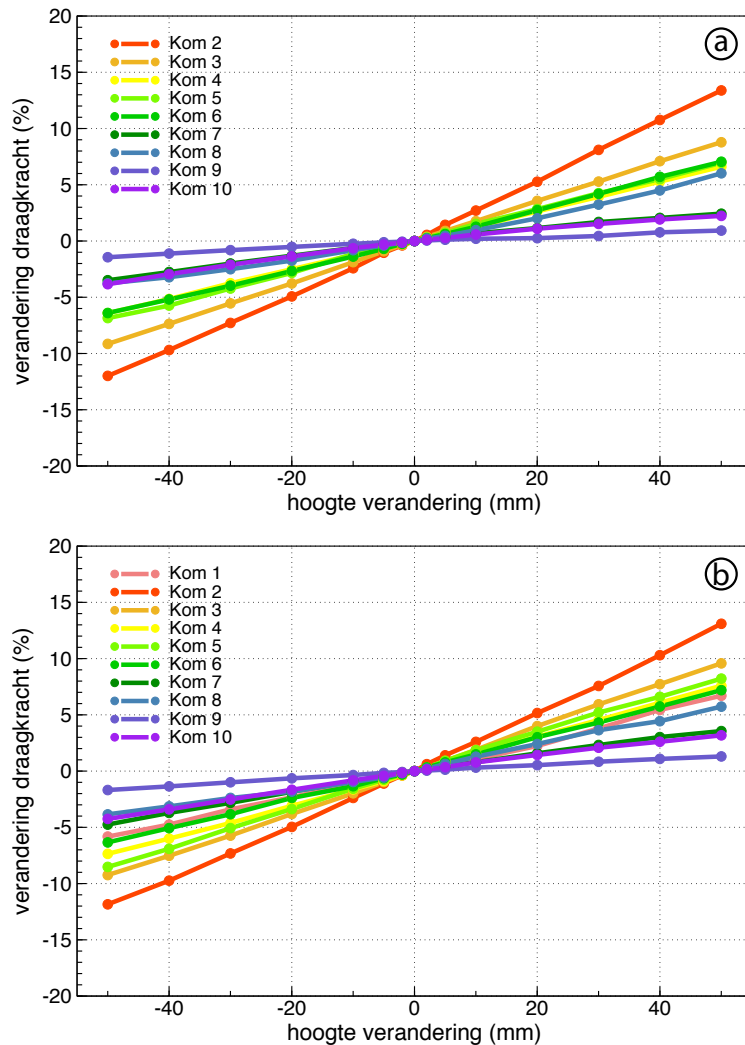 20
15
10
5
0
-5
-10
-15
-20
verandering draagkracht (%)
Kom 2
Kom 3
Kom 4
Kom 5
Kom 6
Kom 7
Kom 8
Kom 9
Kom 10
a
-40 -20 0 20 40
hoogte verandering (mm)
20
15
10
5
0
-5
-10
-15
-20
verandering draagkracht (%)
Kom 1
Kom 2
Kom 3
Kom 4
Kom 5
Kom 6
Kom 7
Kom 8
Kom 9
Kom 10
b
-40 -20 0 20 40
hoogte verandering (mm)